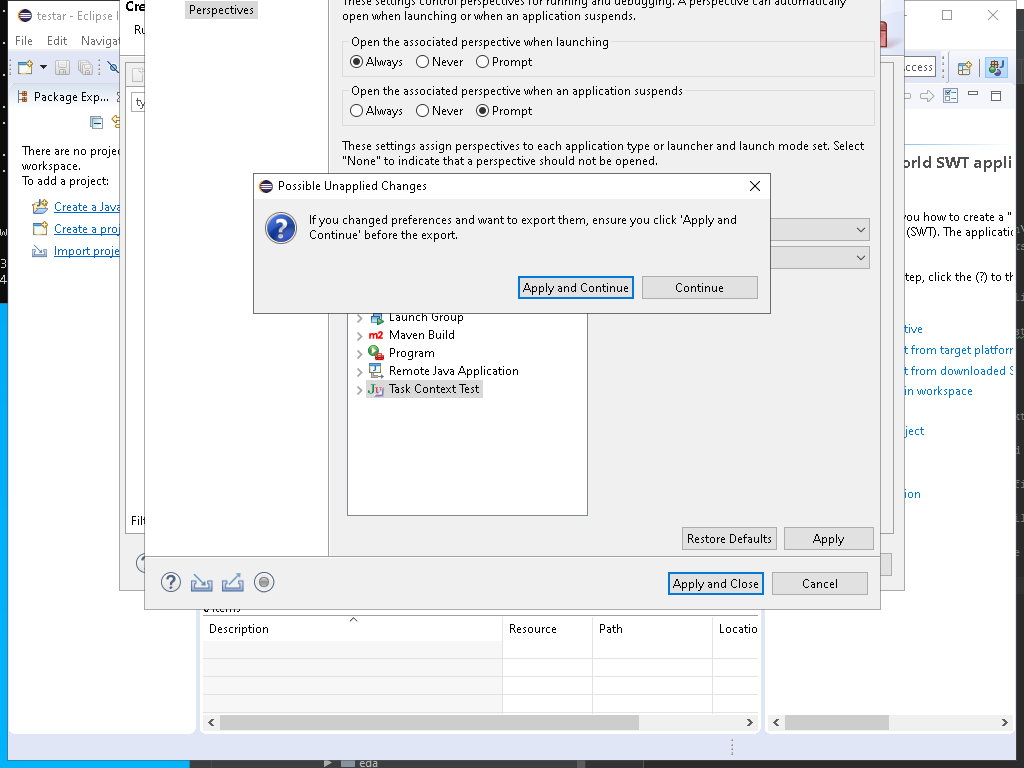 testar - Eclipse I
File Edit Navigat
Package Exp...
There are no proje
workspace.
To add a project:
Create a Java
Create a proj
Import proje
Cre
Ru
ty
Filt
Perspectives
These settings control perspectives for running and debugging. A perspective can automatically
open when launching or when an application suspends.
Open the associated perspective when launching
Always Never Prompt
Open the associated perspective when an application suspends
Always Never Prompt
These settings assign perspectives to each application type or launcher and launch mode set. Select
"None" to indicate that a perspective should not be opened.
Possible Unapplied Changes
If you changed preferences and want to export them, ensure you click 'Apply and
Continue' before the export.
Apply and Continue
Continue
Launch Group
m2 Maven Build
Program
Remote Java Application
Ju Task Context Test
Restore Defaults
Apply
Apply and Close
Cancel
ccess
orld SWT appli
you how to create a "
(SWT). The applicatio
tep, click the (?) to th
tive
t from target platform
t from downloaded S
in workspace
ject
ion
0 items
Description Resource Path Locatio
eda